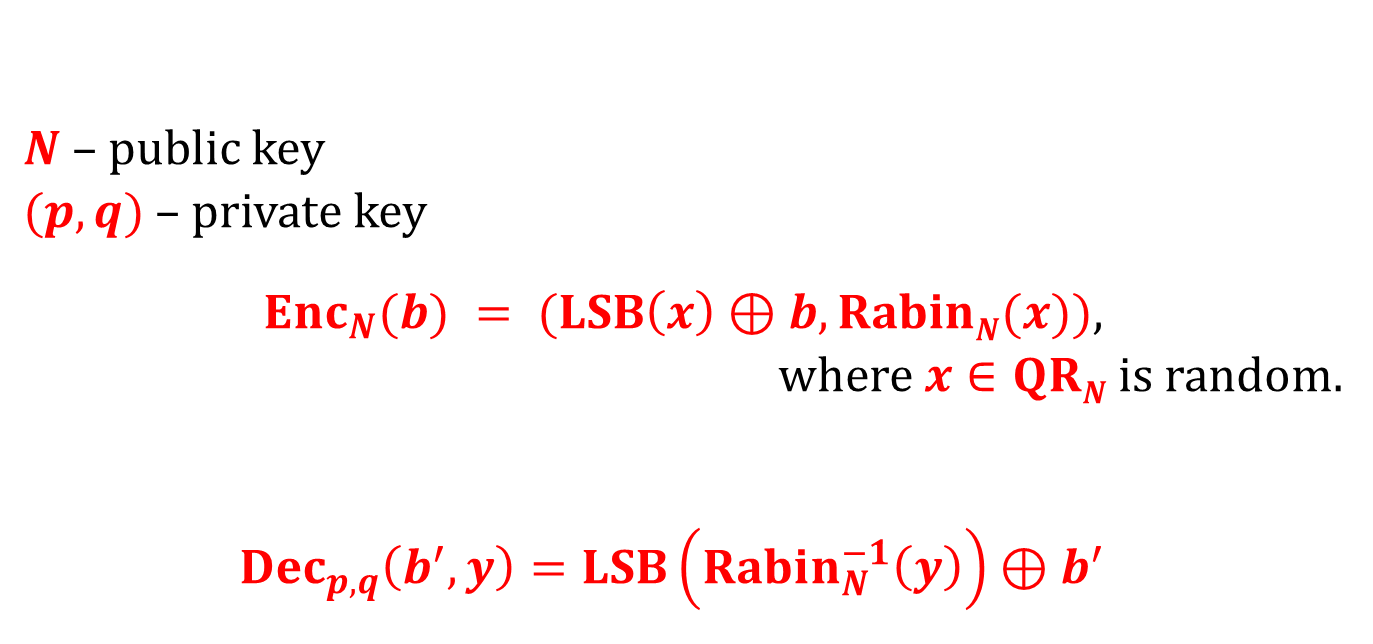 N – public key
(p, q) – private key
Enc_N(b) = (LSB(x) ⊕ b, Rabin_N(x)),
where x ∈ QR_N is random.
Dec_{p,q}(b′, y) = LSB(Rabin_N^{−1}(y)) ⊕ b′